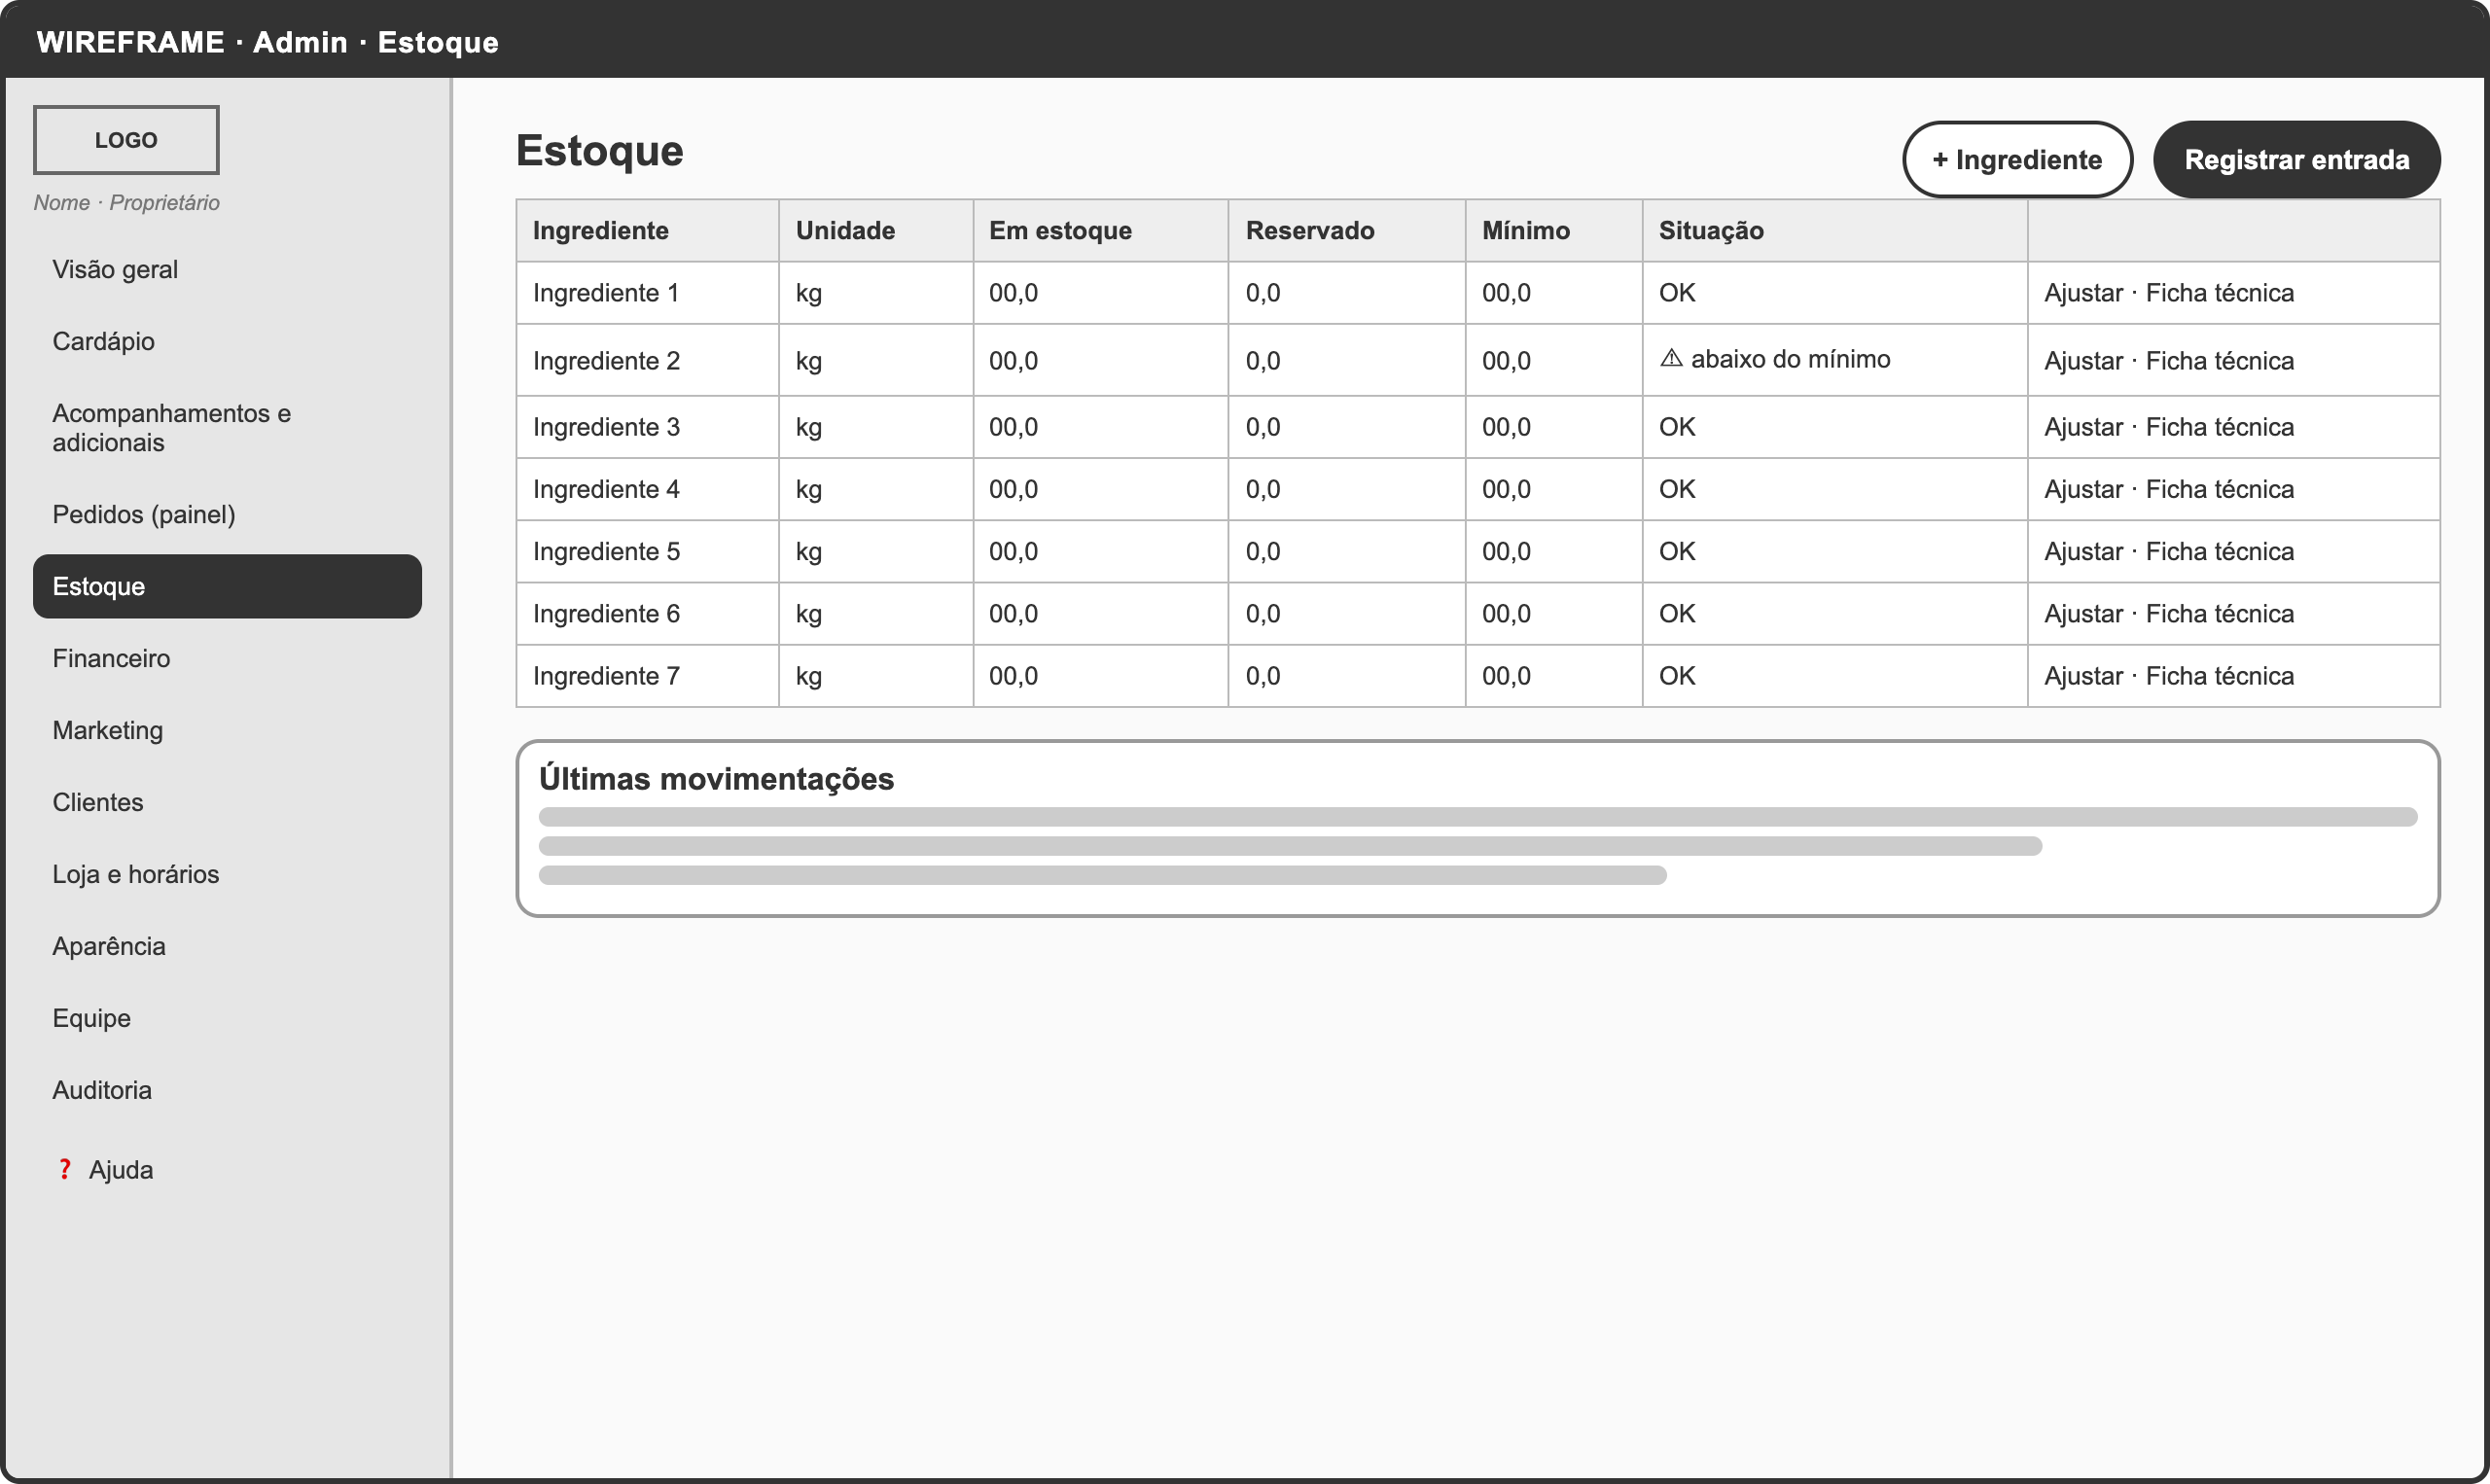 WIREFRAME · Admin · Estoque
LOGO
Nome · Proprietário
Visão geral
Cardápio
Acompanhamentos e
adicionais
Pedidos (painel)
Estoque
Financeiro
Marketing
Clientes
Loja e horários
Aparência
Equipe
Auditoria
❓ Ajuda
Estoque
+ Ingrediente
Registrar entrada
Ingrediente Unidade Em estoque Reservado Mínimo Situação
Ingrediente 1 kg 00,0 0,0 00,0 OK Ajustar · Ficha técnica
Ingrediente 2 kg 00,0 0,0 00,0 ⚠ abaixo do mínimo Ajustar · Ficha técnica
Ingrediente 3 kg 00,0 0,0 00,0 OK Ajustar · Ficha técnica
Ingrediente 4 kg 00,0 0,0 00,0 OK Ajustar · Ficha técnica
Ingrediente 5 kg 00,0 0,0 00,0 OK Ajustar · Ficha técnica
Ingrediente 6 kg 00,0 0,0 00,0 OK Ajustar · Ficha técnica
Ingrediente 7 kg 00,0 0,0 00,0 OK Ajustar · Ficha técnica
Últimas movimentações